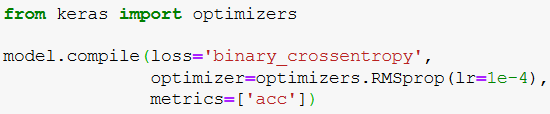 from keras import optimizers
model.compile(loss='binary_crossentropy',
              optimizer=optimizers.RMSprop(lr=1e-4),
              metrics=['acc'])